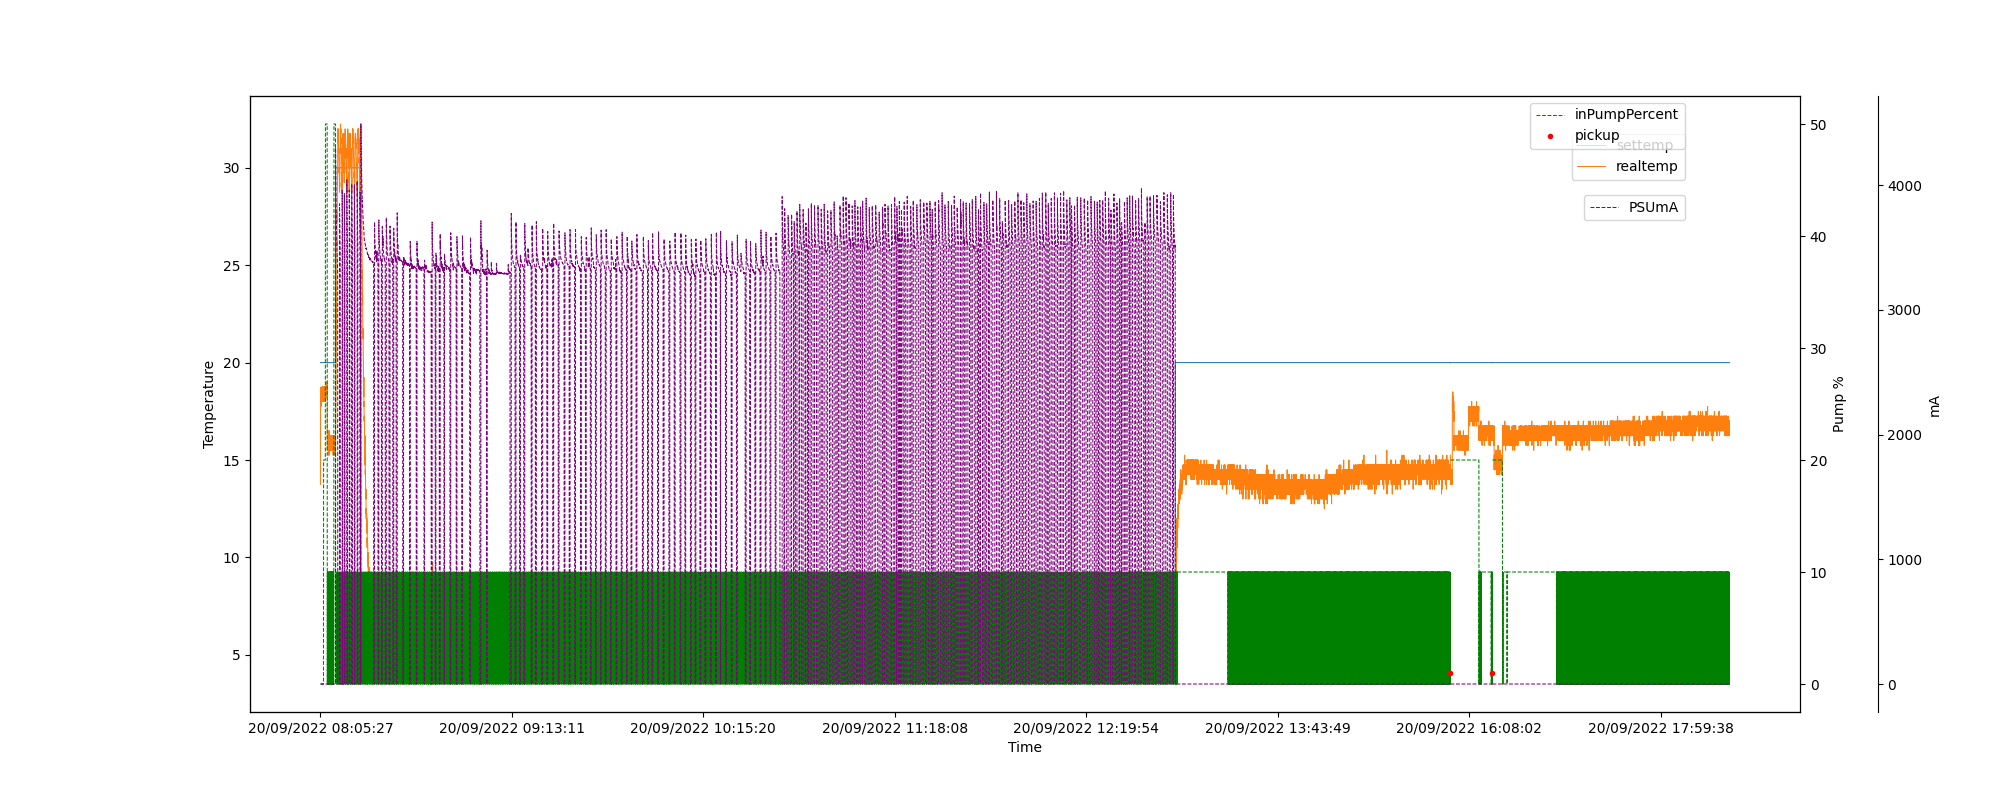 inPumpPercent
pickup
settemp
realtemp
PSUmA
30
25
20
15
10
5
Temperature
50
40
30
20
10
0
Pump %
4000
3000
2000
1000
0
mA
20/09/2022 08:05:27
20/09/2022 09:13:11
20/09/2022 10:15:20
20/09/2022 11:18:08
20/09/2022 12:19:54
20/09/2022 13:43:49
20/09/2022 16:08:02
20/09/2022 17:59:38
Time